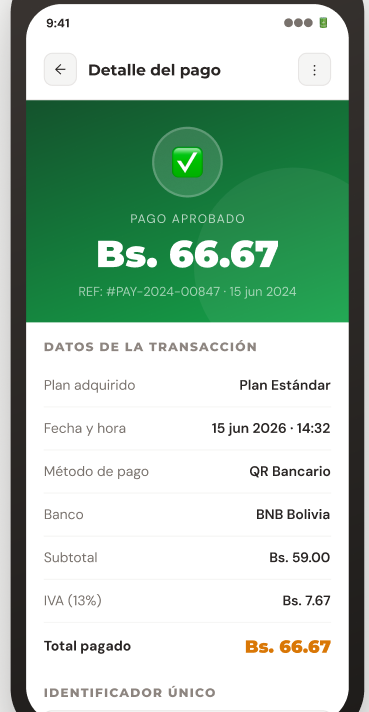 9:41
Detalle del pago
PAGO APROBADO
Bs. 66.67
REF: #PAY-2024-00847 · 15 jun 2024
DATOS DE LA TRANSACCIÓN
Plan adquirido Plan Estándar
Fecha y hora 15 jun 2026 · 14:32
Método de pago QR Bancario
Banco BNB Bolivia
Subtotal Bs. 59.00
IVA (13%) Bs. 7.67
Total pagado Bs. 66.67
IDENTIFICADOR ÚNICO